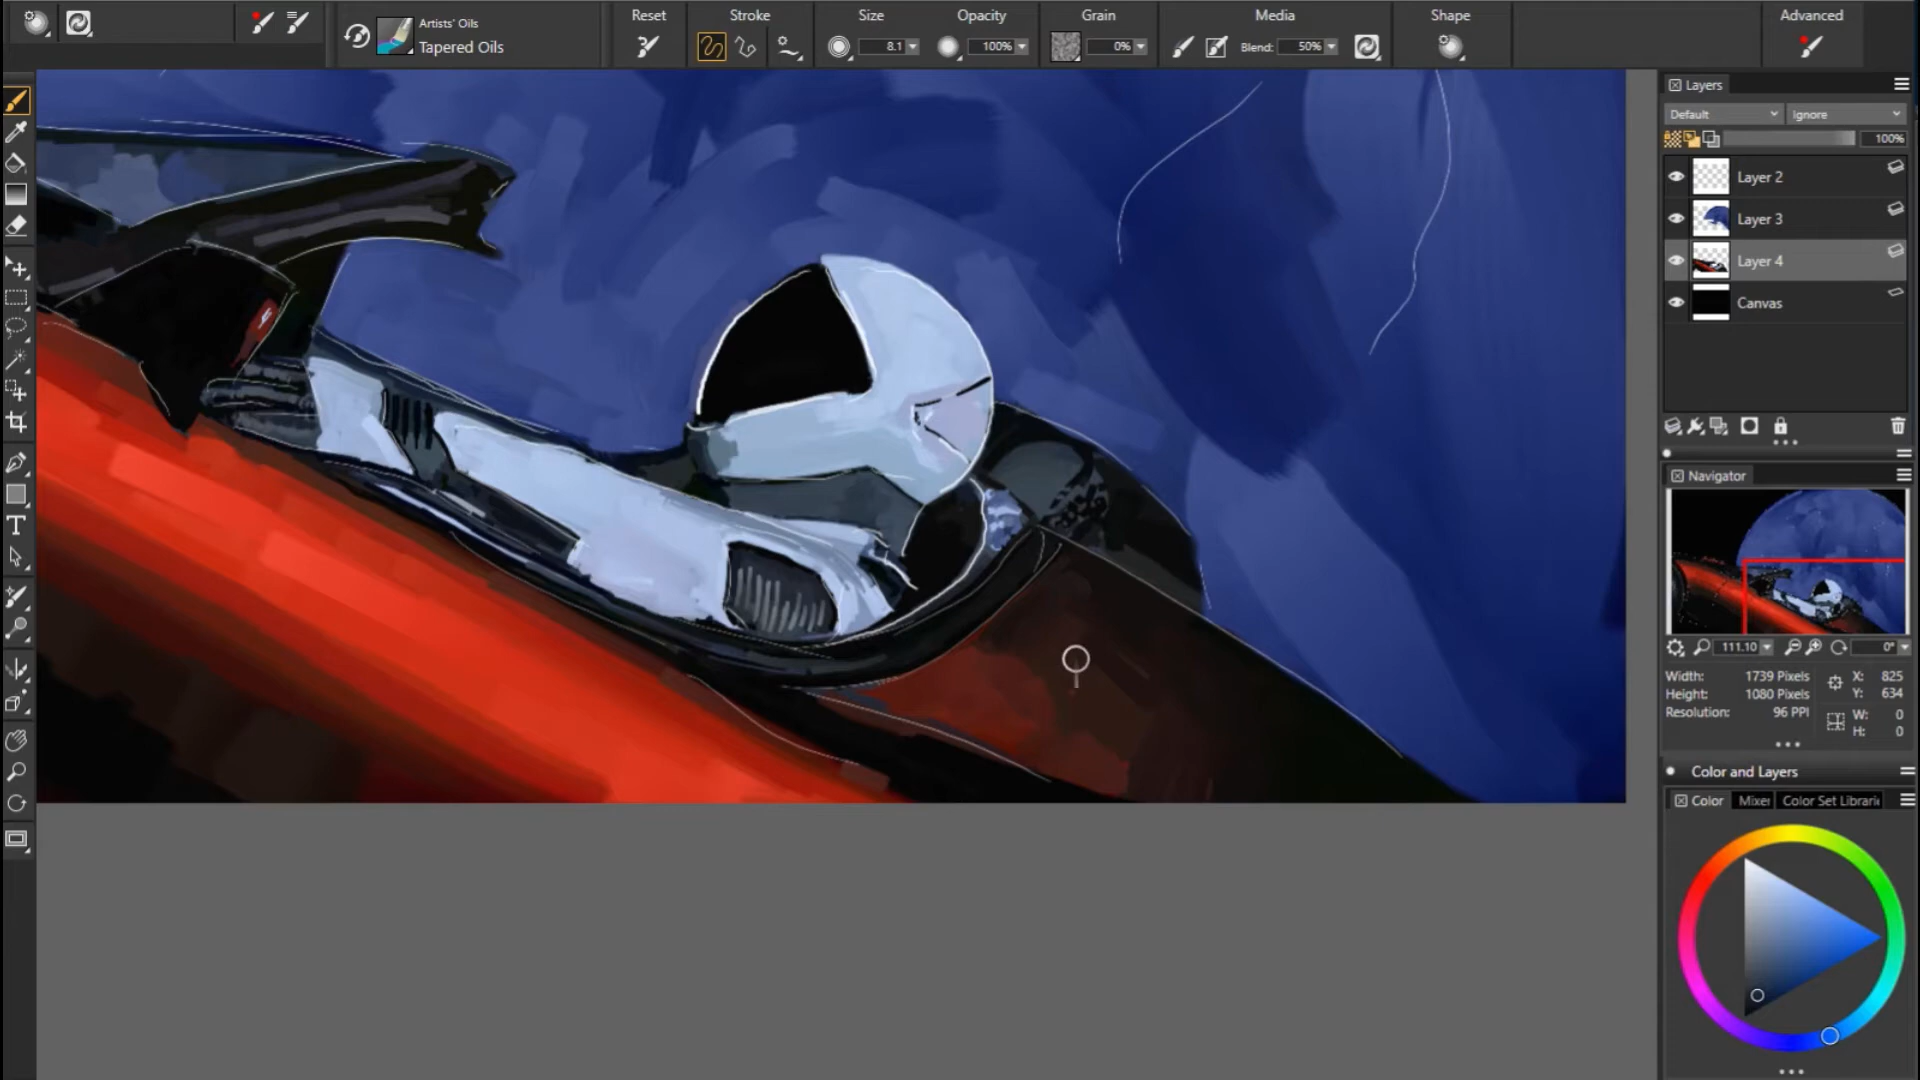 Artists' Oils
Tapered Oils
Reset
Stroke
Size
8.1
Opacity
100%
Grain
0%
Media
Blend: 50%
Shape
Advanced
Layers
Default
Ignore
100%
Layer 2
Layer 3
Layer 4
Canvas
Navigator
111.10
0°
Width: 1739 Pixels
Height: 1080 Pixels
Resolution: 96 PPI
X: 825
Y: 634
W: 0
H: 0
Color and Layers
Color
Mixer
Color Set Librari
T